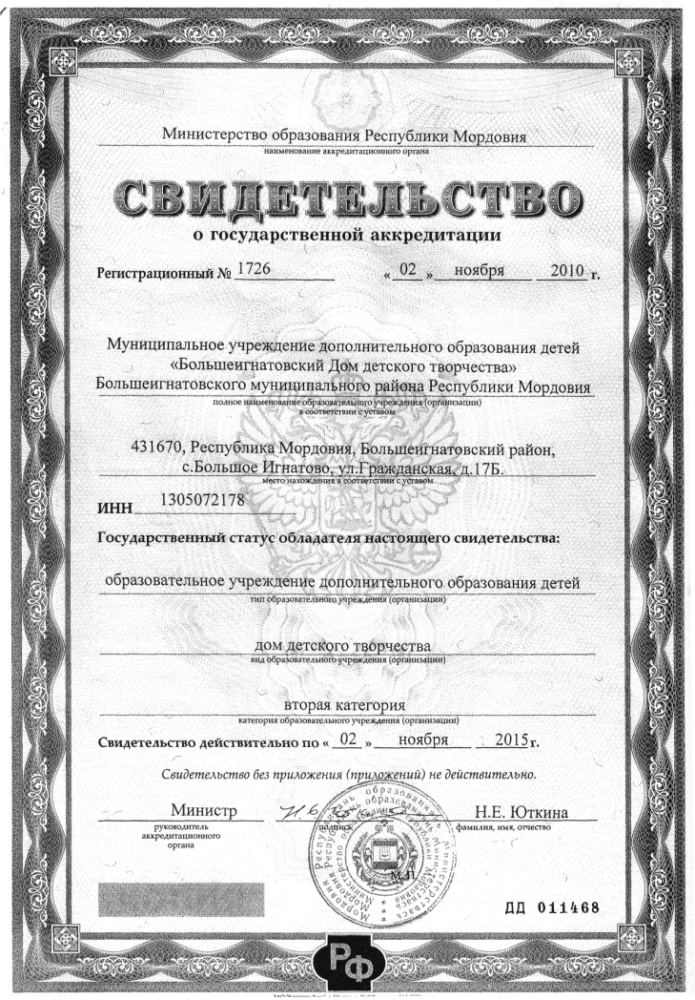 Министерство образования Республики Мордовия
наименование аккредитационного органа
СВИДЕТЕЛЬСТВО
о государственной аккредитации
Регистрационный № 1726 « 02 » ноября 2010 г.
Муниципальное учреждение дополнительного образования детей
«Большеигнатовский Дом детского творчества»
Большеигнатовского муниципального района Республики Мордовия
полное наименование образовательного учреждения (организации)
в соответствии с уставом
431670, Республика Мордовия, Большеигнатовский район,
с.Большое Игнатово, ул.Гражданская, д.17Б.
место нахождения в соответствии с уставом
ИНН 1305072178
Государственный статус обладателя настоящего свидетельства:
образовательное учреждение дополнительного образования детей
тип образовательного учреждения (организации)
дом детского творчества
вид образовательного учреждения (организации)
вторая категория
категория образовательного учреждения (организации)
Свидетельство действительно по « 02 » ноября 2015 г.
Свидетельство без приложения (приложений) не действительно.
Министр Н.Е. Юткина
руководитель подпись фамилия, имя, отчество
аккредитационного
органа
М.П.
ДД 011468
РФ